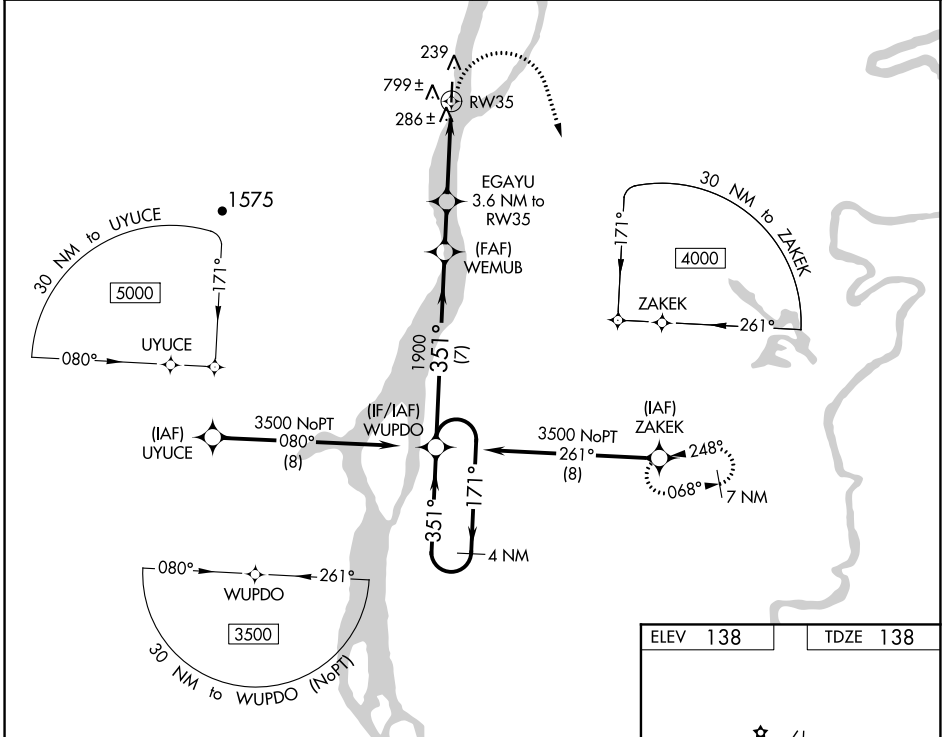 239
799±
RW35
286±
EGAYU
3.6 NM to
RW35
(FAF)
WEMUB
1575
30 NM to UYUCE
5000
171°
080°
UYUCE
30 NM to ZAKEK
171°
4000
ZAKEK
261°
1900
351°
(7)
(IF/IAF)
WUPDO
(IAF)
UYUCE
3500 NoPT
080°
(8)
3500 NoPT
261°
(8)
(IAF)
ZAKEK
248°
068°
7 NM
351°
171°
4 NM
080°
261°
WUPDO
3500
30 NM to WUPDO (NoPT)
ELEV 138
TDZE 138